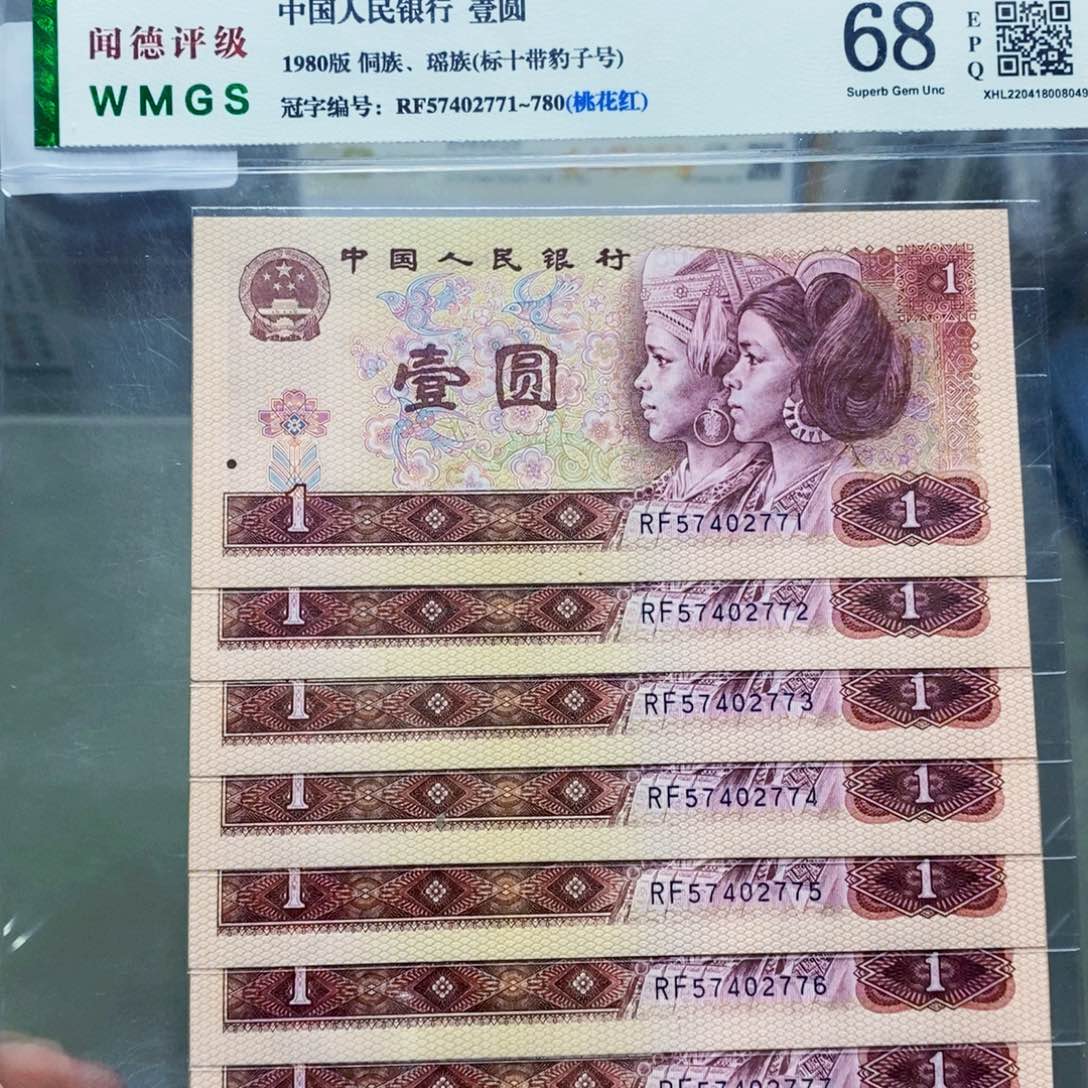 闻德评级
WMGS
中国人民银行 壹圆
1980版 侗族、瑶族(标十带豹子号)
冠字编号：RF57402771~780(桃花红)
68
EPQ
Superb Gem Unc
XHL220418008049
中国人民银行
1
壹圆
1
RF57402771
1
1
RF57402772
1
1
RF57402773
1
1
RF57402774
1
1
RF57402775
1
1
RF57402776
1
1